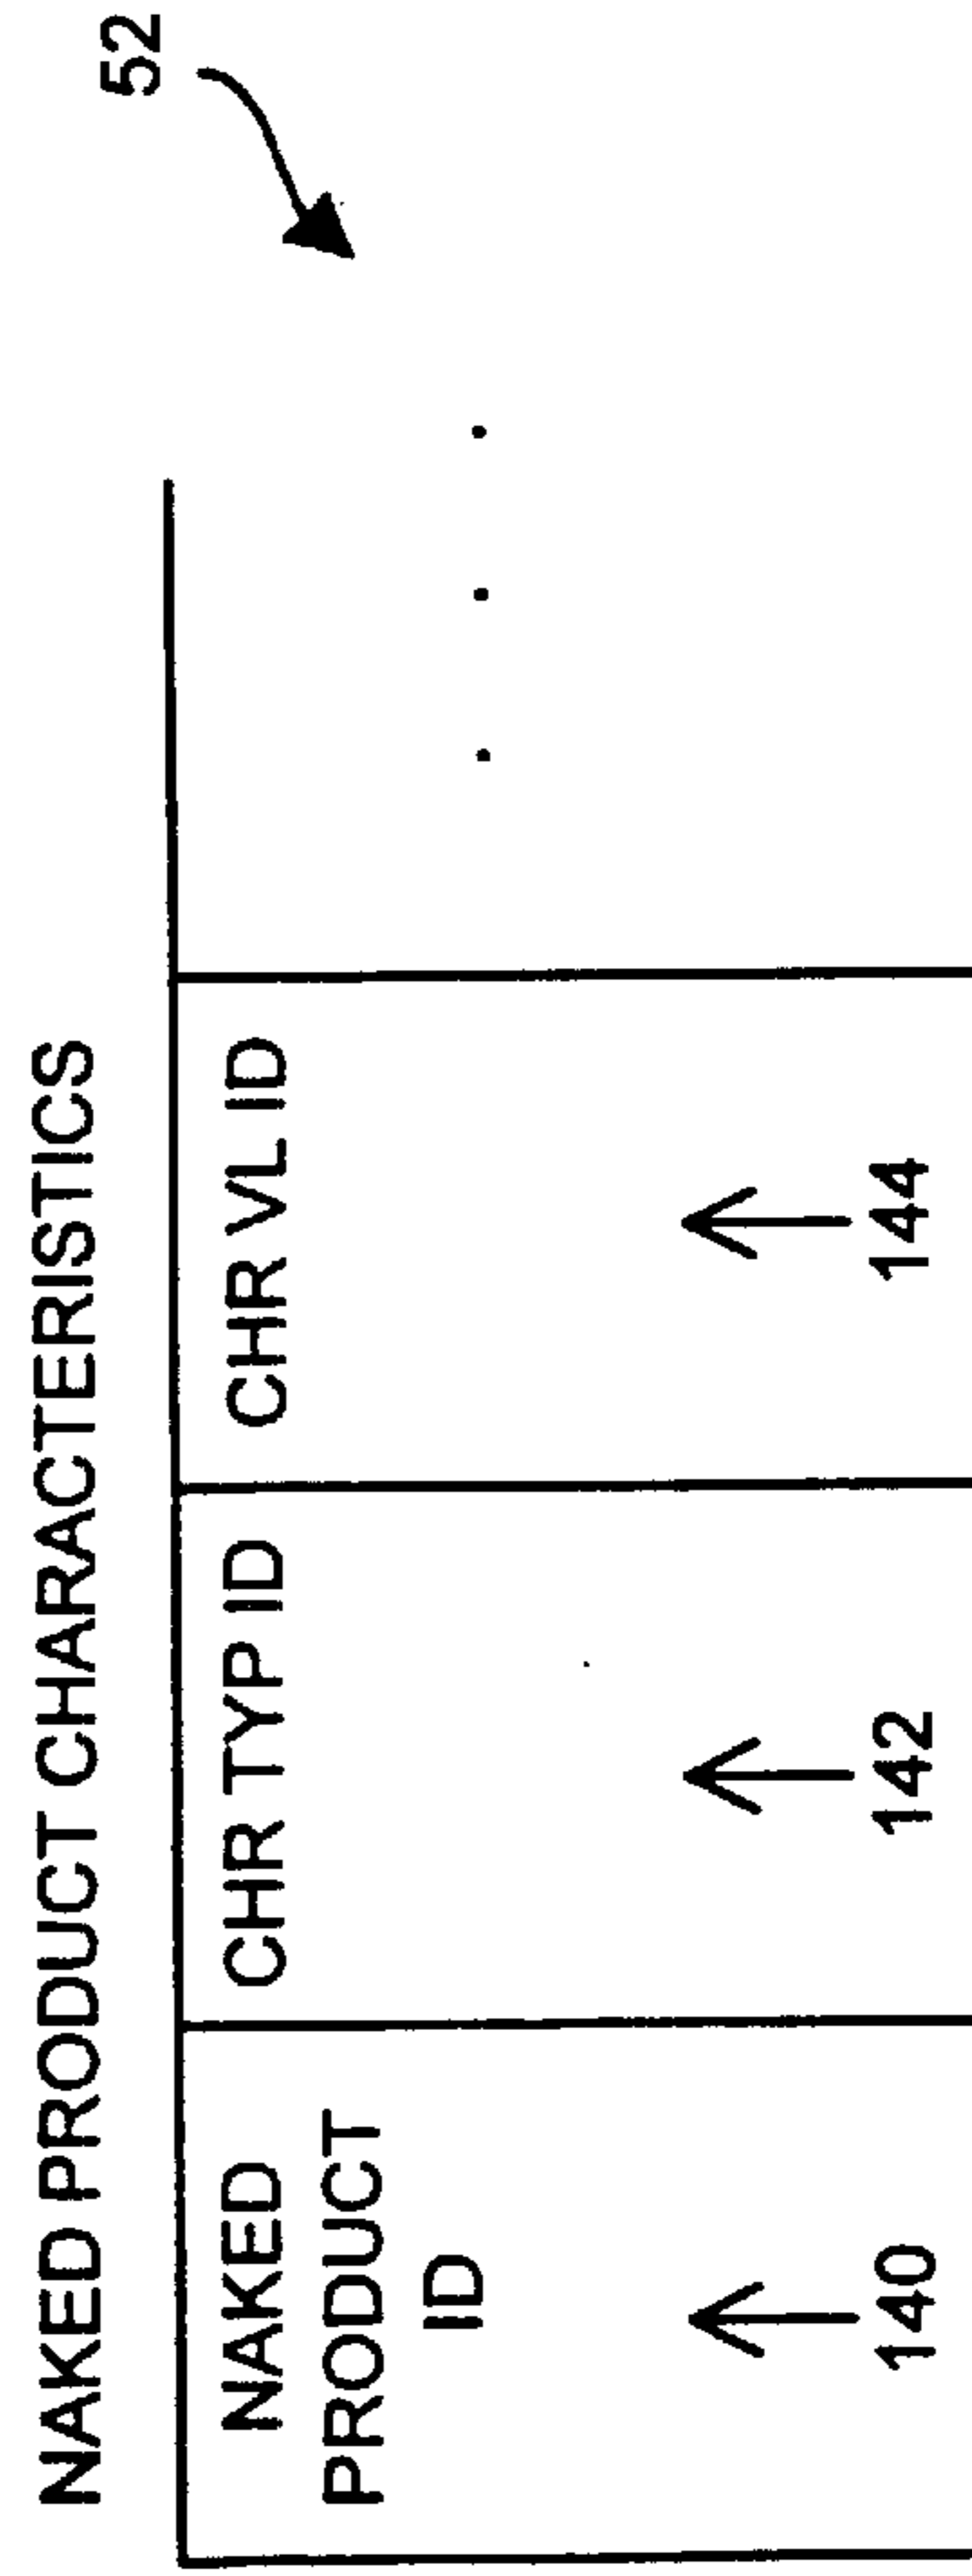 52
NAKED PRODUCT CHARACTERISTICS
NAKED
PRODUCT
ID
CHR TYP ID
CHR VL ID
. . .
140
142
144